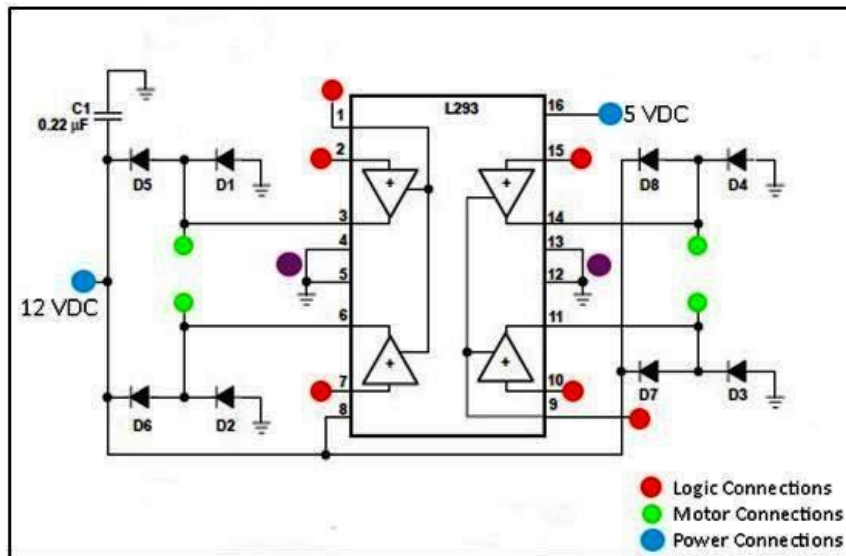 L293
1
16
5 VDC
C1
0.22 µF
2
15
D5
D1
D8
D4
+
+
3
14
4
13
5
12
12 VDC
6
11
+
+
7
10
D7
D3
8
9
D6
D2
Logic Connections
Motor Connections
Power Connections